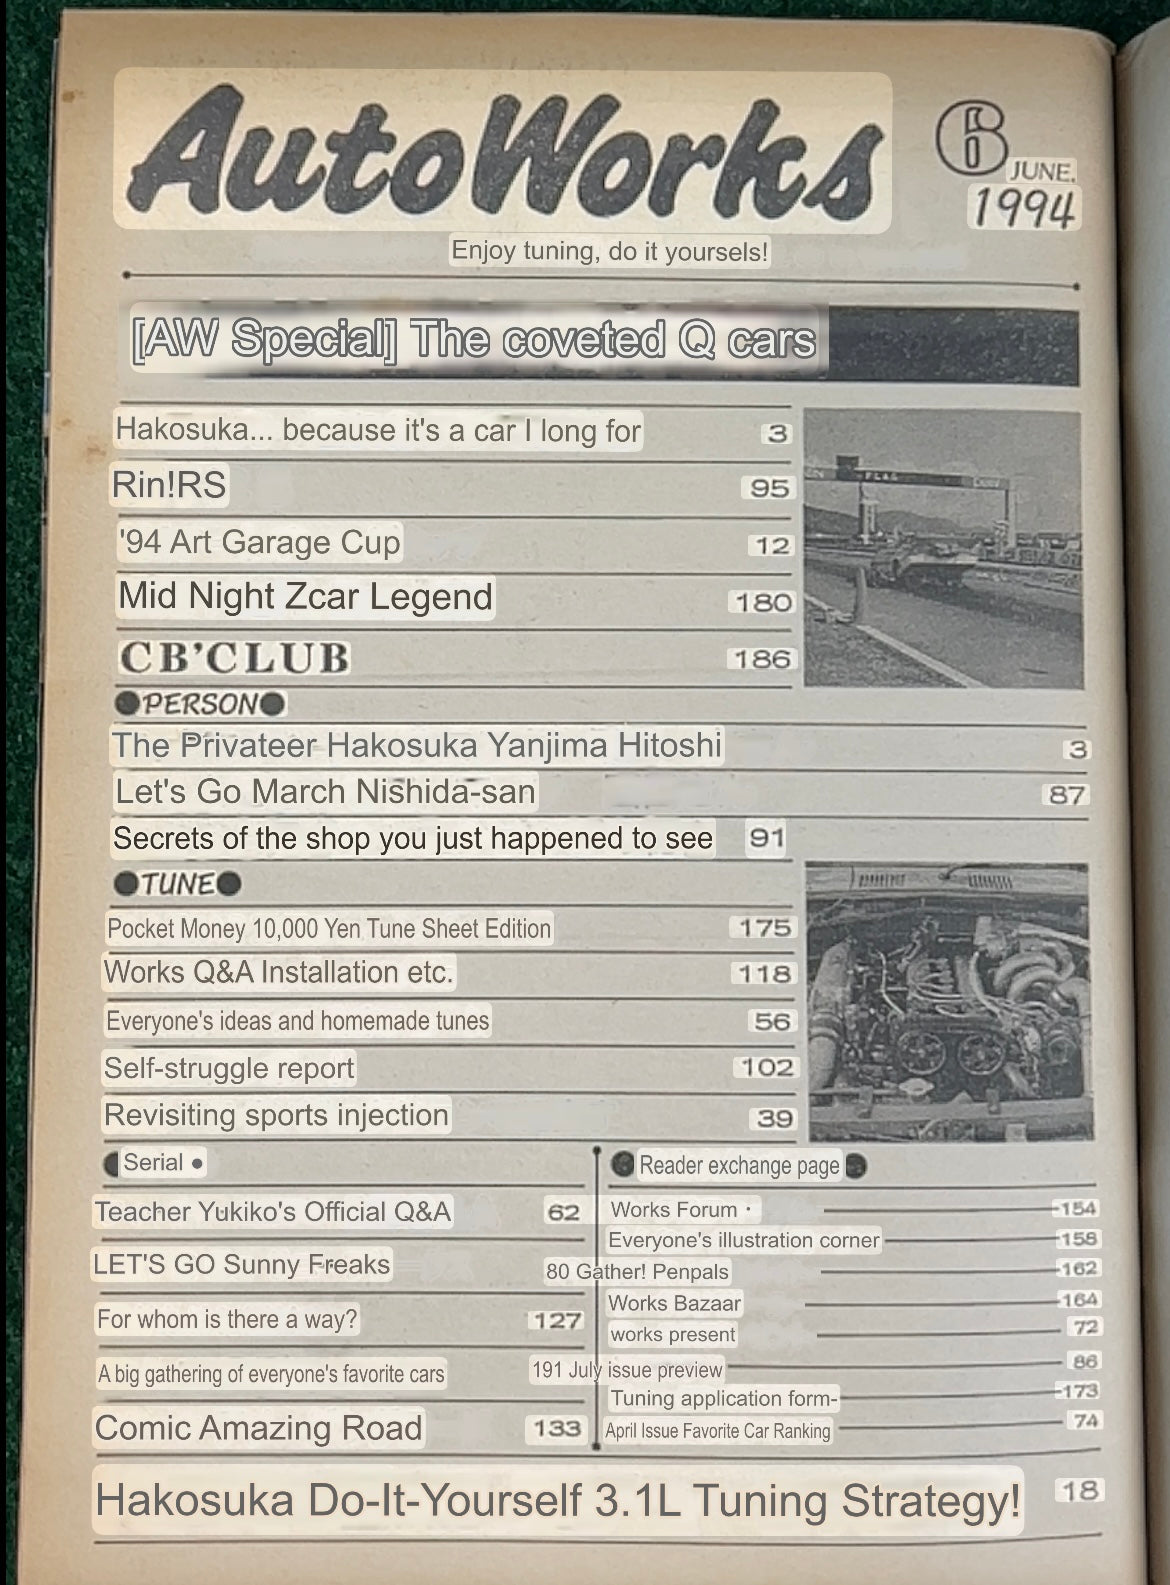 AutoWorks
6 JUNE.
1994
Enjoy tuning, do it yoursels!
[AW Special] The coveted Q cars
Hakosuka... because it's a car I long for 3
Rin!RS 95
'94 Art Garage Cup 12
Mid Night Zcar Legend 180
CB'CLUB 186
●PERSON●
The Privateer Hakosuka Yanjima Hitoshi 3
Let's Go March Nishida-san 87
Secrets of the shop you just happened to see 91
●TUNE●
Pocket Money 10,000 Yen Tune Sheet Edition 175
Works Q&A Installation etc. 118
Everyone's ideas and homemade tunes 56
Self-struggle report 102
Revisiting sports injection 39
Serial ●
Teacher Yukiko's Official Q&A 62
LET'S GO Sunny Freaks 80
For whom is there a way? 127
A big gathering of everyone's favorite cars 191
Comic Amazing Road 133
●Reader exchange page●
Works Forum · 154
Everyone's illustration corner 158
Gather! Penpals 162
Works Bazaar 164
works present 72
July issue preview 86
Tuning application form- 173
April Issue Favorite Car Ranking 74
Hakosuka Do-It-Yourself 3.1L Tuning Strategy! 18